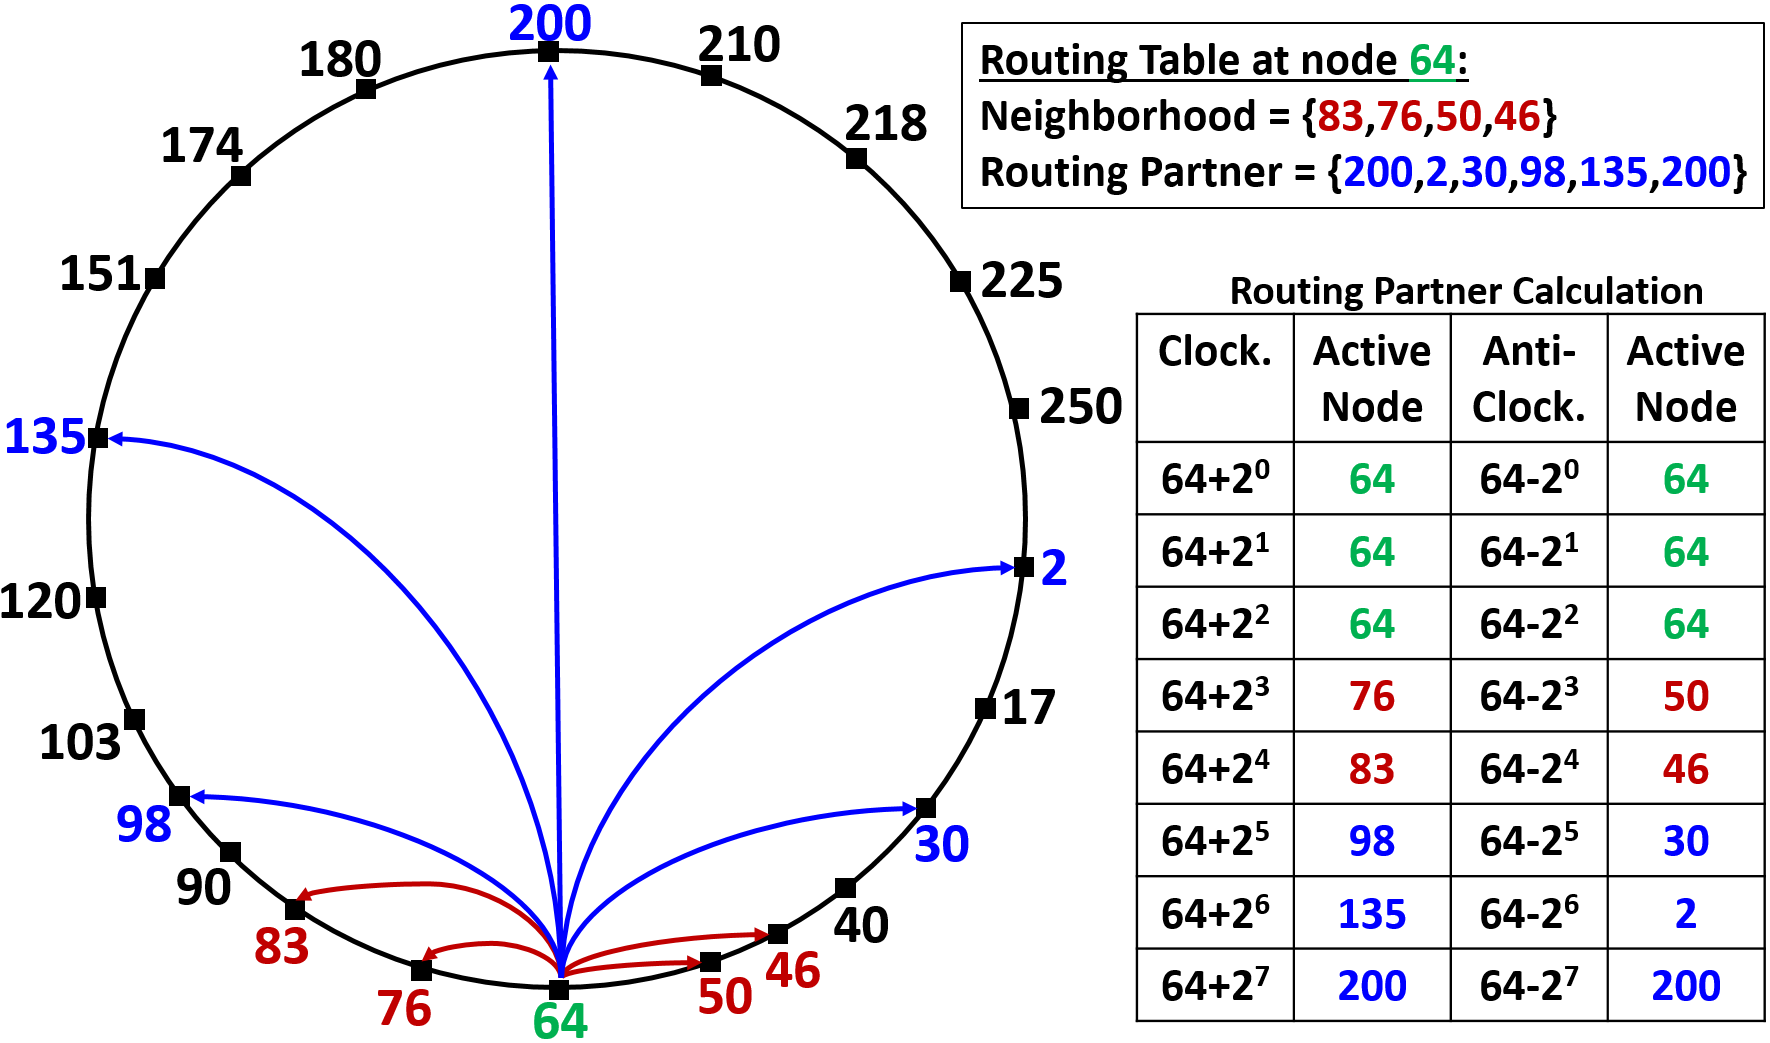 200
180
210
174
218
151
225
250
135
2
120
17
103
98
30
90
40
83
46
76
50
64
Routing Table at node 64:
Neighborhood = {83,76,50,46}
Routing Partner = {200,2,30,98,135,200}
Routing Partner Calculation
Clock. Active Node Anti-Clock. Active Node
64+2⁰ 64 64-2⁰ 64
64+2¹ 64 64-2¹ 64
64+2² 64 64-2² 64
64+2³ 76 64-2³ 50
64+2⁴ 83 64-2⁴ 46
64+2⁵ 98 64-2⁵ 30
64+2⁶ 135 64-2⁶ 2
64+2⁷ 200 64-2⁷ 200